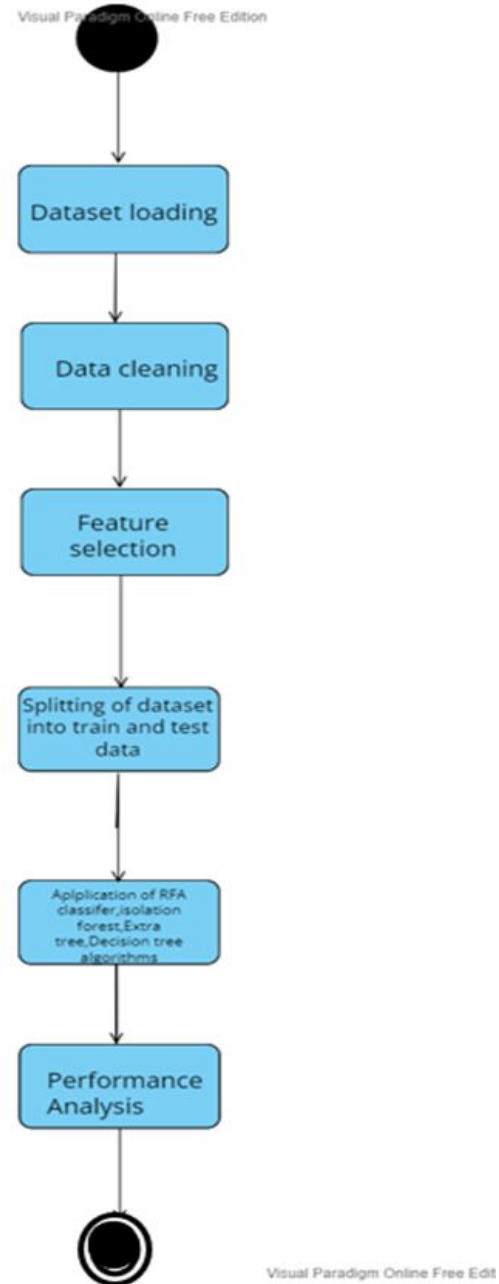 Visual Paradigm Online Free Edition
Dataset loading
Data cleaning
Feature
selection
Splitting of dataset
into train and test
data
Aplplication of RFA
classifer,isolation
forest,Extra
tree,Decision tree
algorithms
Performance
Analysis
Visual Paradigm Online Free Edit